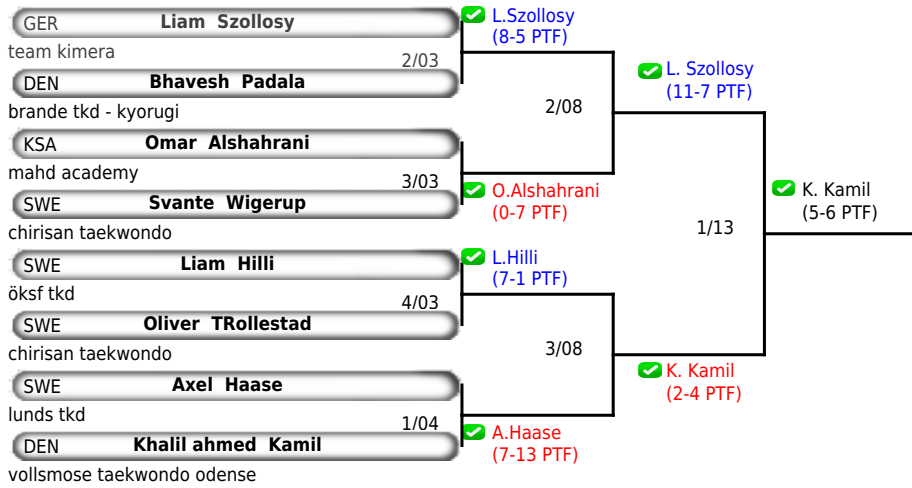 GER Liam Szollosy
team kimera
2/03
DEN Bhavesh Padala
brande tkd - kyorugi
KSA Omar Alshahrani
mahd academy
3/03
SWE Svante Wigerup
chirisan taekwondo
SWE Liam Hilli
öksf tkd
4/03
SWE Oliver TRollestad
chirisan taekwondo
SWE Axel Haase
lunds tkd
1/04
DEN Khalil ahmed Kamil
vollsmose taekwondo odense
L.Szollosy
(8-5 PTF)
2/08
O.Alshahrani
(0-7 PTF)
L.Hilli
(7-1 PTF)
3/08
A.Haase
(7-13 PTF)
L. Szollosy
(11-7 PTF)
1/13
K. Kamil
(2-4 PTF)
K. Kamil
(5-6 PTF)